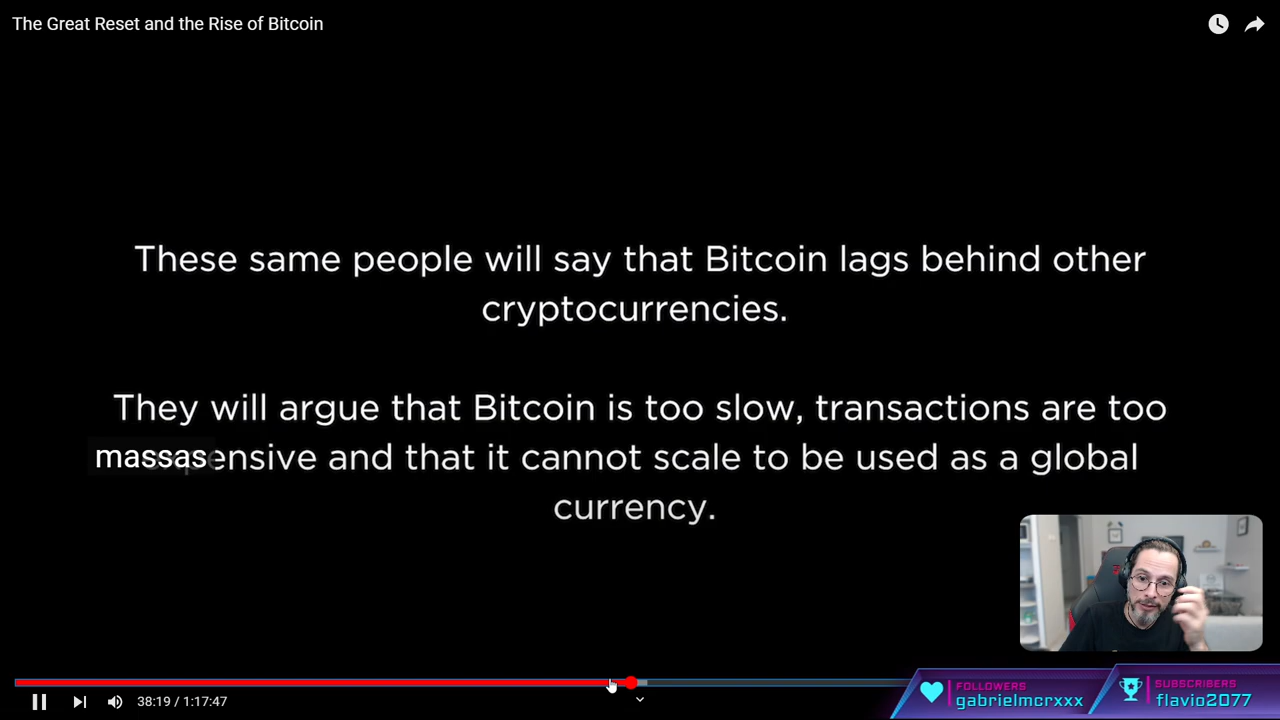 The Great Reset and the Rise of Bitcoin
These same people will say that Bitcoin lags behind other
cryptocurrencies.
They will argue that Bitcoin is too slow, transactions are too
massas ensive and that it cannot scale to be used as a global
currency.
38:19 / 1:17:47
FOLLOWERS
gabrielmcrxxx
SUBSCRIBERS
flavio2077